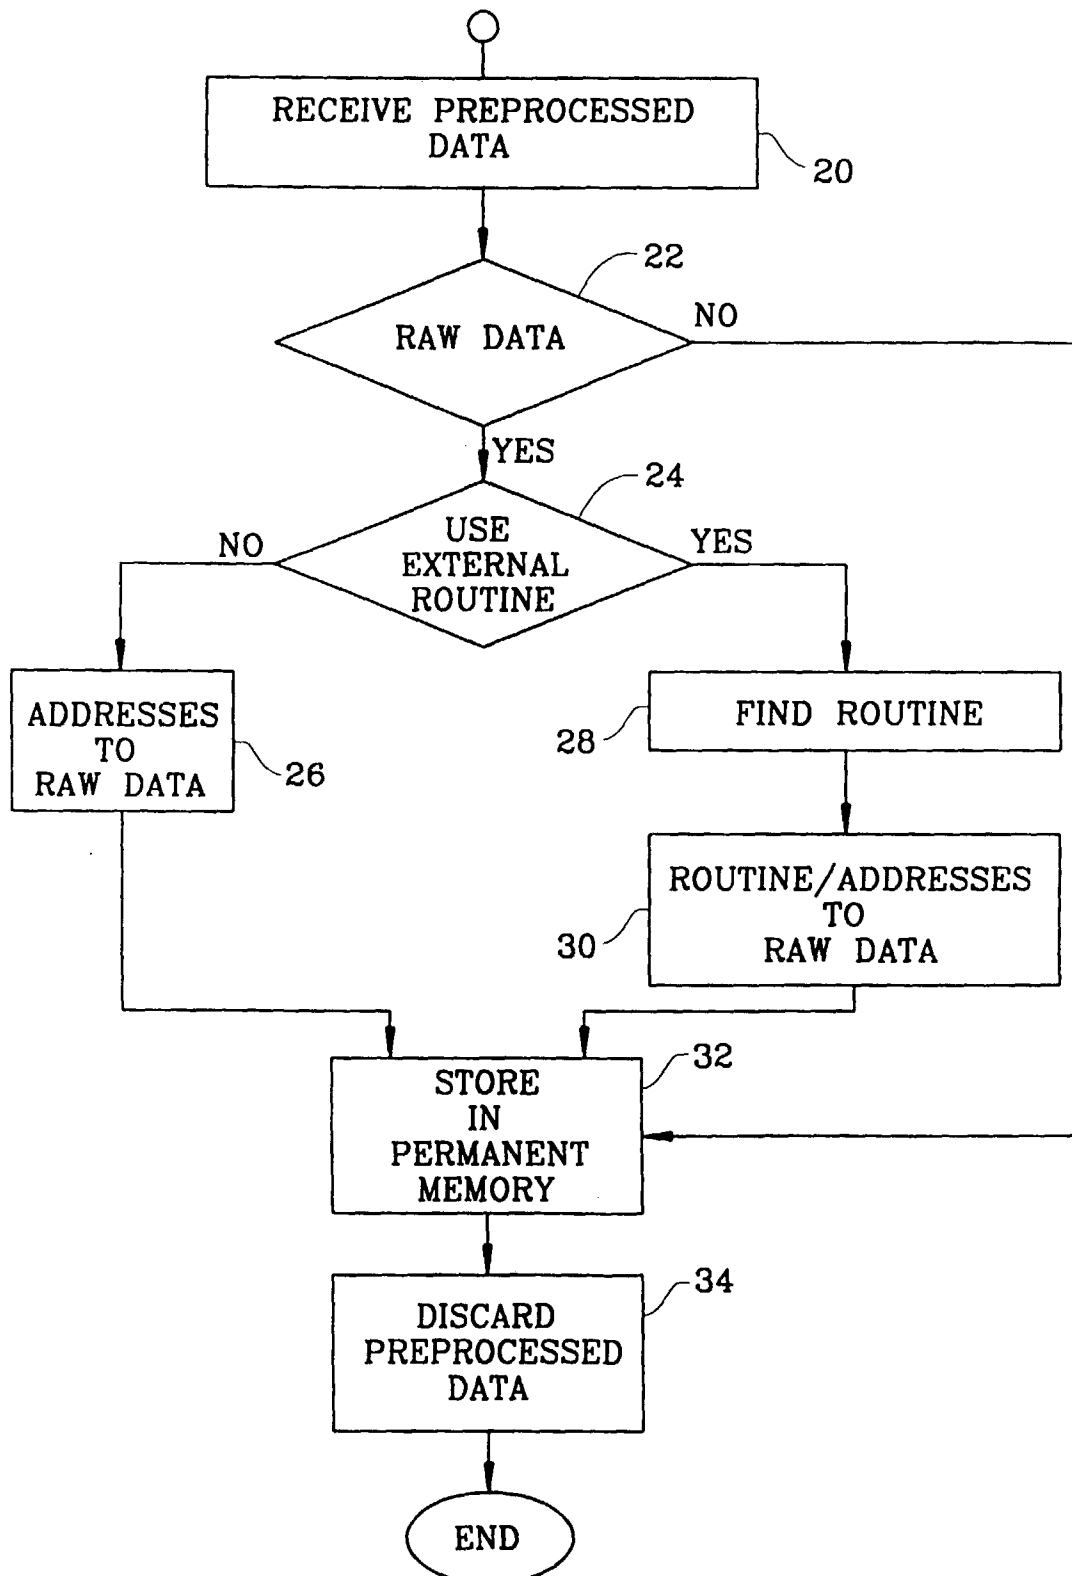 RECEIVE PREPROCESSED
DATA
20
22
RAW DATA
NO
YES
24
USE
EXTERNAL
ROUTINE
NO
YES
ADDRESSES
TO
RAW DATA
26
FIND ROUTINE
28
ROUTINE/ADDRESSES
TO
RAW DATA
30
STORE
IN
PERMANENT
MEMORY
32
DISCARD
PREPROCESSED
DATA
34
END